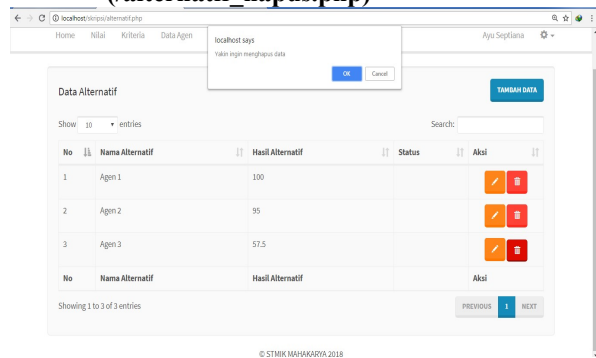 (/alternatif_hapus.php)
localhost/skripsi/alternatif.php
Home Nilai Kriteria Data Agen Ayu Septiana
localhost says
Yakin ingin menghapus data
OK Cancel
Data Alternatif TAMBAH DATA
Show 10 entries Search:
No Nama Alternatif Hasil Alternatif Status Aksi
1 Agen 1 100
2 Agen 2 95
3 Agen 3 57.5
No Nama Alternatif Hasil Alternatif Aksi
Showing 1 to 3 of 3 entries PREVIOUS 1 NEXT
© STMIK MAHAKARYA 2018